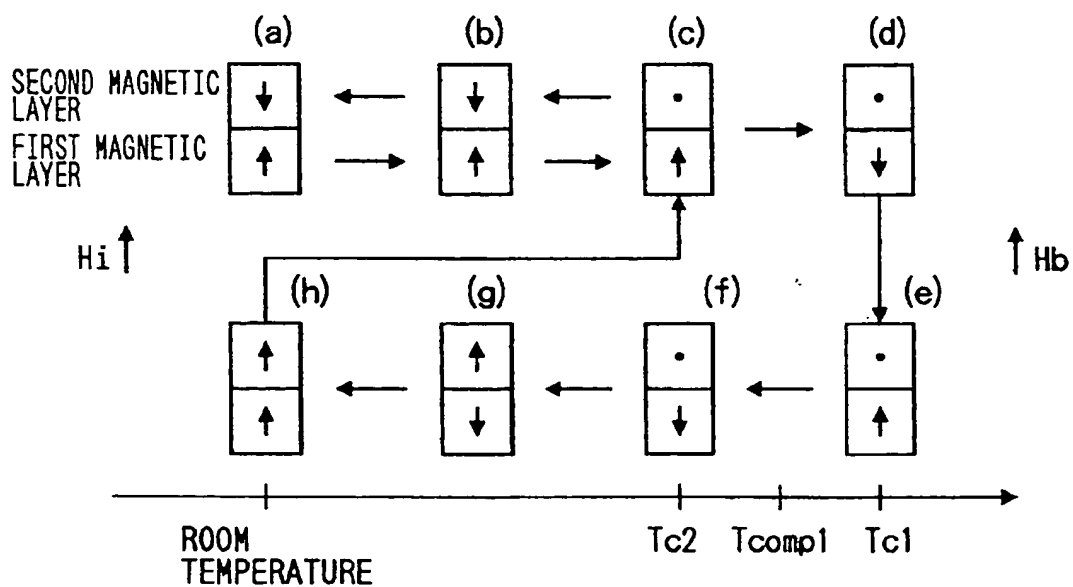 (a) (b) (c) (d)
SECOND MAGNETIC
LAYER
FIRST MAGNETIC
LAYER
Hi Hb
(h) (g) (f) (e)
ROOM
TEMPERATURE
Tc2 Tcomp1 Tc1